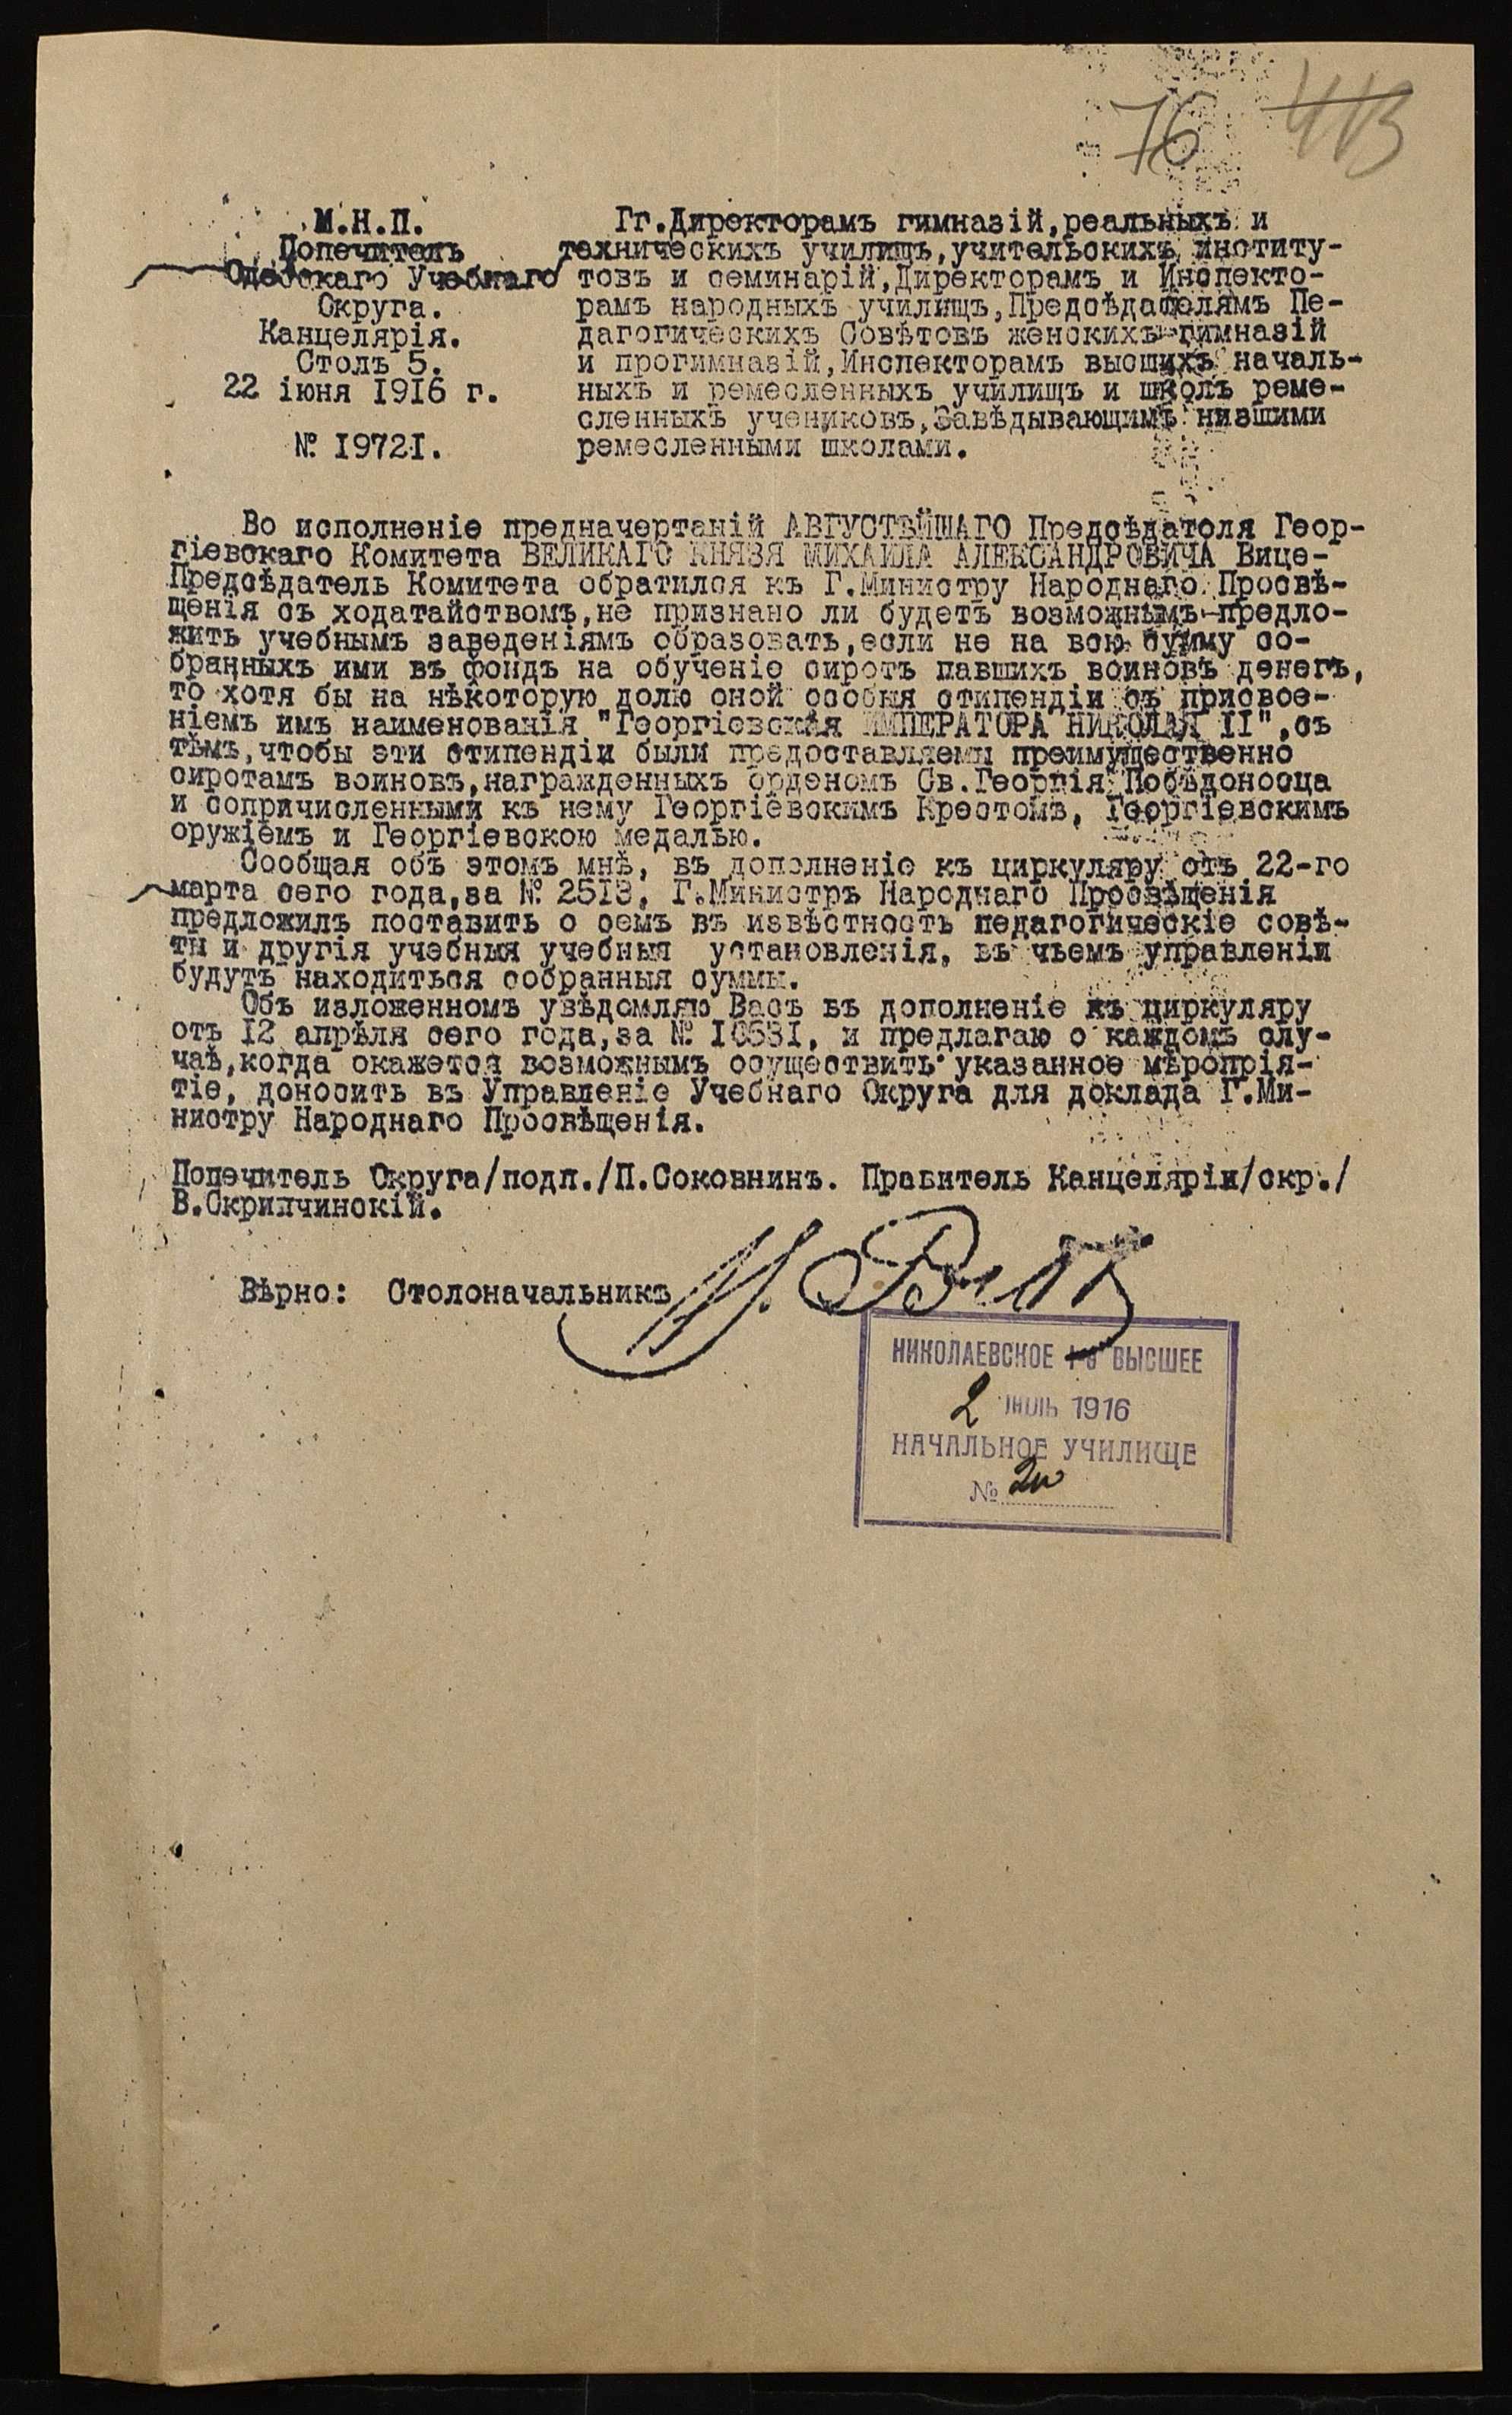 76 413
М.Н.П.
Попечитель
Одесскаго Учебнаго
Округа.
Канцелярія.
Столъ 5.
22 іюня 1916 г.
№ 19721.
Гг.Директорамъ гимназій,реальныхъ и
техническихъ училищъ,учительскихъ институ-
товъ и семинарій,Директорамъ и Инспекто-
рамъ народныхъ училищъ,Предсѣдателямъ Пе-
дагогическихъ Совѣтовъ женскихъ гимназій
и прогимназій,Инспекторамъ высшихъ началь-
ныхъ и ремесленныхъ училищъ и школъ реме-
сленныхъ учениковъ,Завѣдывающимъ низшими
ремесленными школами.
Во исполненіе предначертаній АВГУСТѢЙШАГО Предсѣдателя Геор-
гіевскаго Комитета ВЕЛИКАГО КНЯЗЯ МИХАИЛА АЛЕКСАНДРОВИЧА Вице-
Предсѣдатель Комитета обратился къ Г.Министру Народнаго Просвѣ-
щенія съ ходатайствомъ,не признано ли будетъ возможнымъ предло-
жить учебнымъ заведеніямъ образовать,если не на всю сумму со-
бранныхъ ими въ фондъ на обученіе сиротъ павшихъ воиновъ денегъ,
то хотя бы на нѣкоторую долю оной особыя стипендіи съ присвое-
ніемъ имъ наименованія "Георгіевская ИМПЕРАТОРА НИКОЛАЯ II",съ
тѣмъ,чтобы эти стипендіи были предоставляемы преимущественно
сиротамъ воиновъ,награжденныхъ орденомъ Св.Георгія Побѣдоносца
и сопричисленными къ нему Георгіевскимъ Крестомъ, Георгіевскимъ
оружіемъ и Георгіевскою медалью.
Сообщая объ этомъ мнѣ, въ дополненіе къ циркуляру отъ 22-го
марта сего года,за № 2513, Г.Министръ Народнаго Просвѣщенія
предложилъ поставить о семъ въ извѣстность педагогическіе совѣ-
ты и другія учебныя учебныя установленія, въ чьемъ управленіи
будутъ находиться собранныя суммы.
Объ изложенномъ увѣдомляю Васъ въ дополненіе къ циркуляру
отъ 12 апрѣля сего года,за № 10531, и предлагаю о каждомъ слу-
чаѣ,когда окажется возможнымъ осуществить указанное мѣропрія-
тіе, доносить въ Управленіе Учебнаго Округа для доклада Г.Ми-
нистру Народнаго Просвѣщенія.
Попечитель Округа/подп./П.Соковнинъ. Правитель Канцеляріи/скр./
В.Скрипчинскій.
Вѣрно: Столоначальникъ
НИКОЛАЕВСКОЕ 1-е ВЫСШЕЕ
2 ІЮЛЬ 1916
НАЧАЛЬНОЕ УЧИЛИЩЕ
№